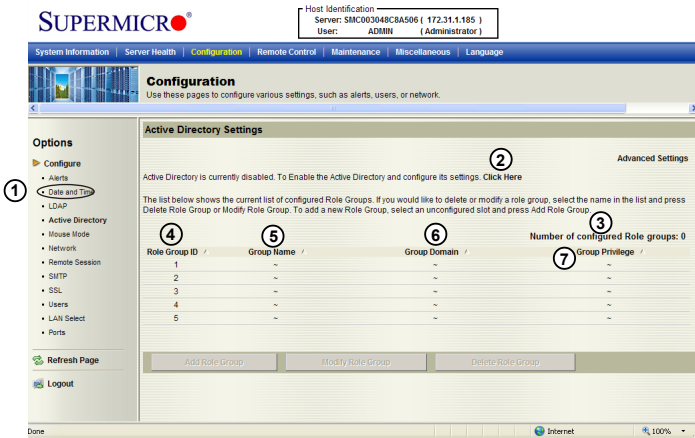 Host Identification
SUPERMICR®
Server: SMC003048C8A506 ( 172.31.1.185 )
User: ADMIN ( Administrator )
System Information | Server Health | Configuration | Remote Control | Maintenance | Miscellaneous | Language
Configuration
Use these pages to configure various settings, such as alerts, users, or network.
Options
Configure
Alerts
Date and Time
LDAP
Active Directory
Mouse Mode
Network
Remote Session
SMTP
SSL
Users
LAN Select
Ports
Refresh Page
Logout
1
Active Directory Settings
2
Advanced Settings
Active Directory is currently disabled. To Enable the Active Directory and configure its settings. Click Here
The list below shows the current list of configured Role Groups. If you would like to delete or modify a role group, select the name in the list and press
Delete Role Group or Modify Role Group. To add a new Role Group, select an unconfigured slot and press Add Role Group.
3
Number of configured Role groups: 0
4 5 6 7
Role Group ID Group Name Group Domain Group Privilege
1 ~ ~ ~
2 ~ ~ ~
3 ~ ~ ~
4 ~ ~ ~
5 ~ ~ ~
Add Role Group Modify Role Group Delete Role Group
Done Internet 100%